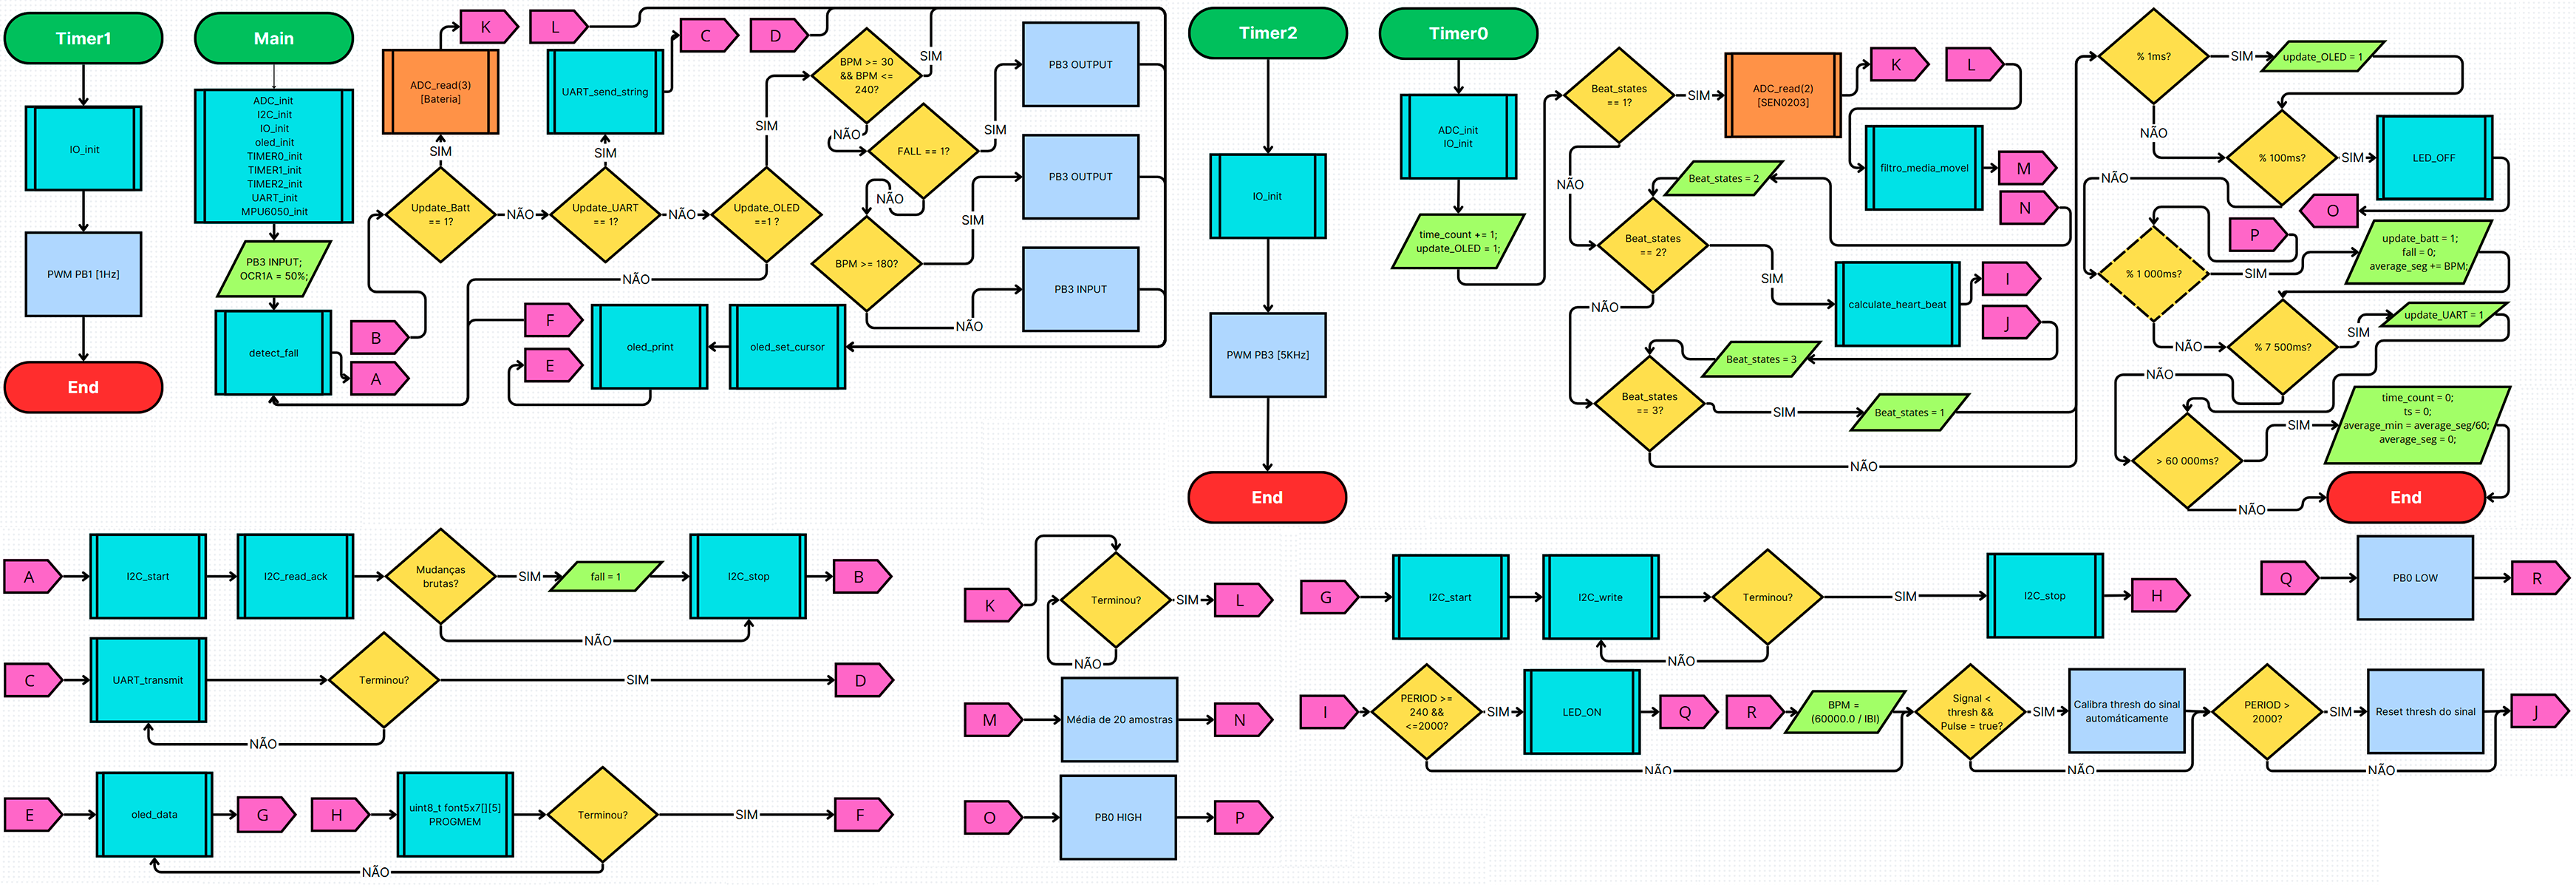 Timer1
IO_init
PWM PB1 [1Hz]
End
Main
ADC_init
I2C_init
IO_init
oled_init
TIMER0_init
TIMER1_init
TIMER2_init
UART_init
MPU6050_init
PB3 INPUT;
OCR1A = 50%;
detect_fall
A
B
K
ADC_read(3)
[Bateria]
SIM
Update_Batt
== 1?
NÃO
L
UART_send_string
C
SIM
Update_UART
== 1?
NÃO
D
SIM
Update_OLED
==1 ?
NÃO
BPM >= 30
&& BPM <=
240?
SIM
NÃO
FALL == 1?
SIM
NÃO
BPM >= 180?
SIM
NÃO
PB3 OUTPUT
PB3 OUTPUT
PB3 INPUT
F
E
oled_print
oled_set_cursor
Timer2
IO_init
PWM PB3 [5KHz]
End
Timer0
ADC_init
IO_init
time_count += 1;
update_OLED = 1;
Beat_states
== 1?
SIM
ADC_read(2)
[SEN0203]
K
L
NÃO
filtro_media_movel
M
N
Beat_states = 2
Beat_states
== 2?
SIM
calculate_heart_beat
I
J
NÃO
Beat_states = 3
Beat_states
== 3?
SIM
Beat_states = 1
NÃO
% 1ms?
SIM
update_OLED = 1
NÃO
% 100ms?
SIM
LED_OFF
NÃO
O
P
% 1 000ms?
SIM
update_batt = 1;
fall = 0;
average_seg += BPM;
NÃO
% 7 500ms?
SIM
update_UART = 1
NÃO
> 60 000ms?
SIM
time_count = 0;
ts = 0;
average_min = average_seg/60;
average_seg = 0;
NÃO
End
A
I2C_start
I2C_read_ack
Mudanças
brutas?
SIM
fall = 1
I2C_stop
B
NÃO
C
UART_transmit
Terminou?
SIM
D
NÃO
E
oled_data
G
H
uint8_t font5x7[][5]
PROGMEM
Terminou?
SIM
F
NÃO
K
Terminou?
SIM
L
NÃO
M
Média de 20 amostras
N
O
PB0 HIGH
P
G
I2C_start
I2C_write
Terminou?
SIM
I2C_stop
H
NÃO
Q
PB0 LOW
R
I
PERIOD >=
240 &&
<=2000?
SIM
LED_ON
Q
R
BPM =
(60000.0 / IBI)
NÃO
Signal <
thresh &&
Pulse = true?
SIM
Calibra thresh do sinal
automáticamente
NÃO
PERIOD >
2000?
SIM
Reset thresh do sinal
J
NÃO